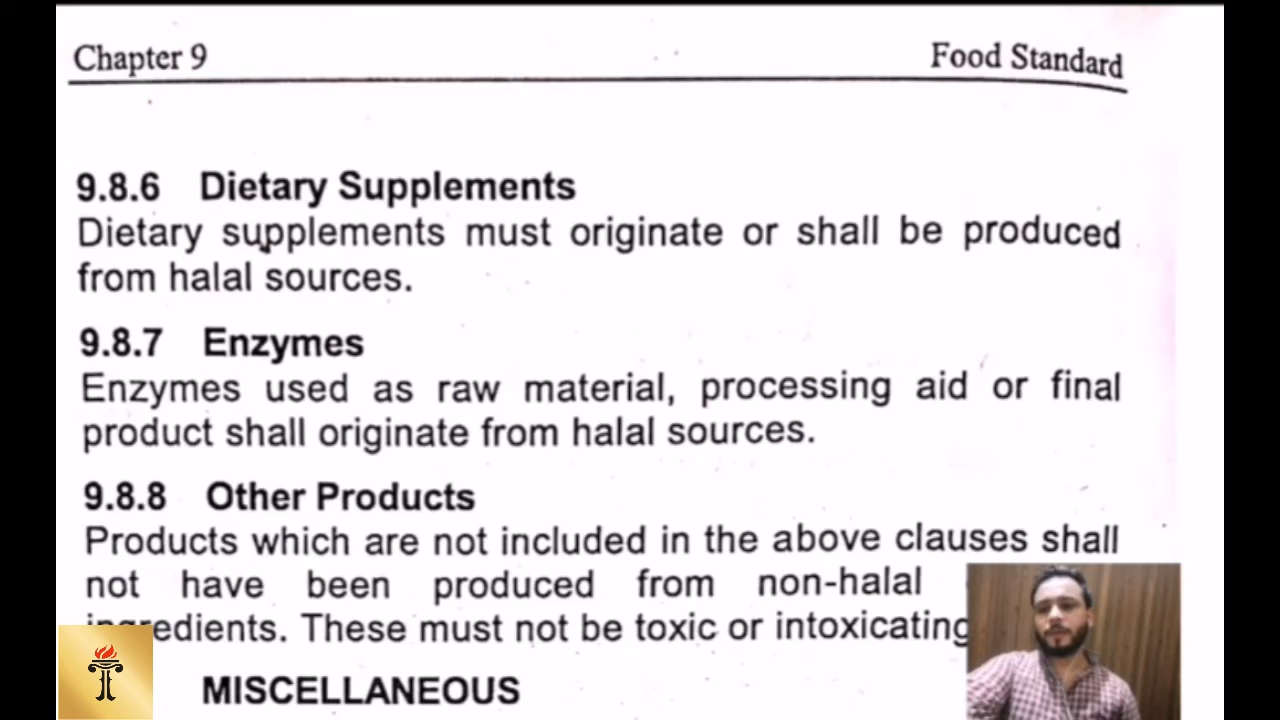 Chapter 9
Food Standard
9.8.6 Dietary Supplements
Dietary supplements must originate or shall be produced
from halal sources.
9.8.7 Enzymes
Enzymes used as raw material, processing aid or final
product shall originate from halal sources.
9.8.8 Other Products
Products which are not included in the above clauses shall
not have been produced from non-halal
ingredients. These must not be toxic or intoxicating
MISCELLANEOUS